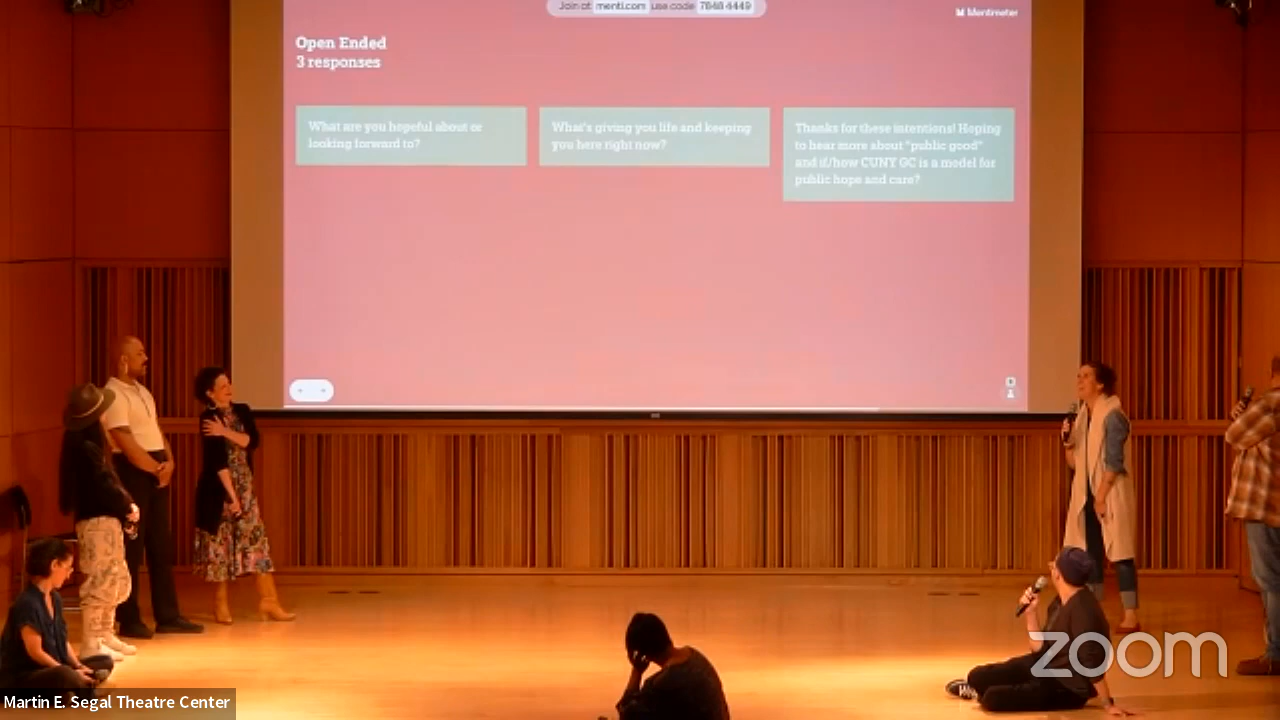 Join at menti.com use code 7848 4449
Mentimeter
Open Ended
3 responses
What are you hopeful about or
looking forward to?
What's giving you life and keeping
you here right now?
Thanks for these intentions! Hoping
to hear more about "public good"
and if/how CUNY GC is a model for
public hope and care?
zoom
Martin E. Segal Theatre Center